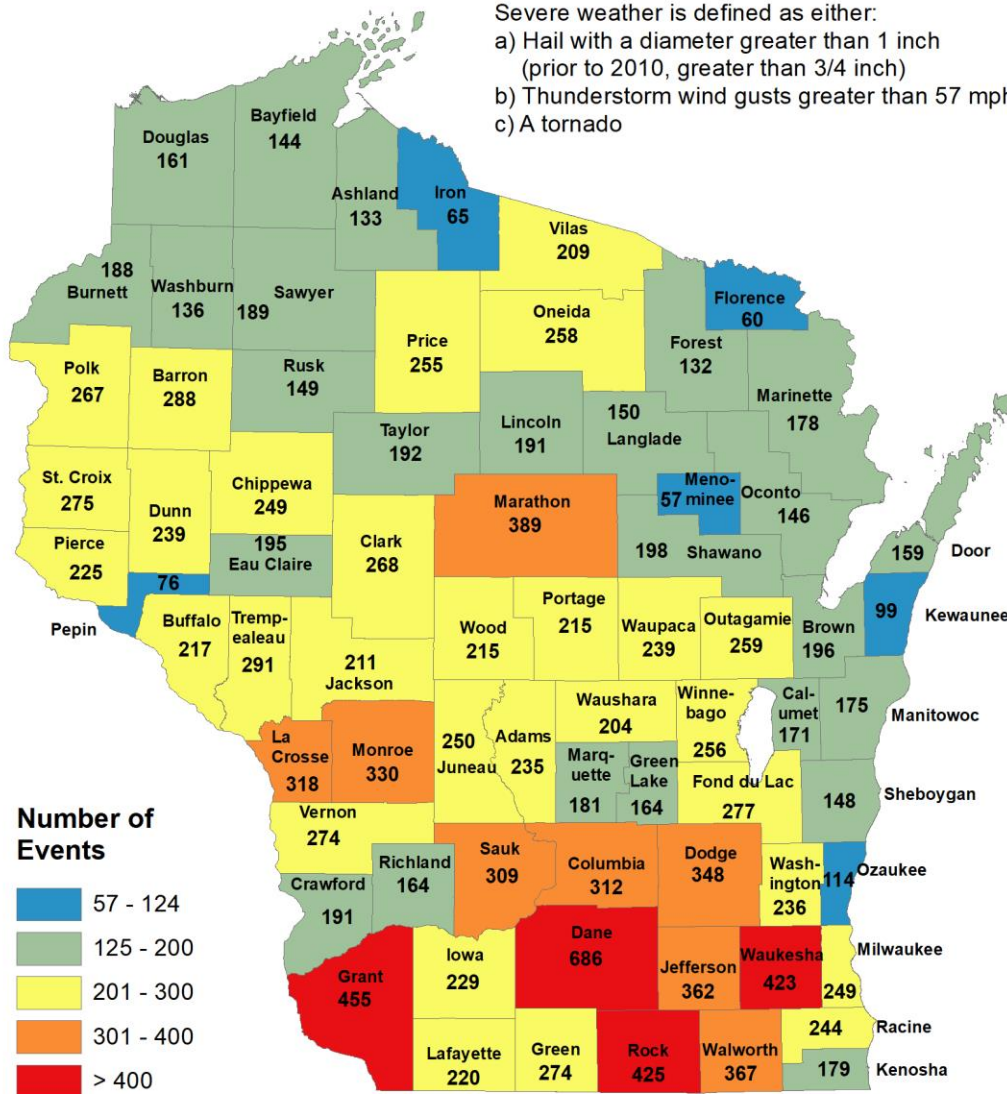 Severe weather is defined as either:
a) Hail with a diameter greater than 1 inch
(prior to 2010, greater than 3/4 inch)
b) Thunderstorm wind gusts greater than 57 mph
c) A tornado
Douglas
161
Bayfield
144
Ashland
133
Iron
65
Vilas
209
188
Burnett
Washburn
136
Sawyer
189
Price
255
Oneida
258
Florence
60
Forest
132
Marinette
178
Polk
267
Barron
288
Rusk
149
Taylor
192
Lincoln
191
150
Langlade
St. Croix
275
Dunn
239
Chippewa
249
Marathon
389
Meno-
minee
57
Oconto
146
Pierce
225
195
Eau Claire
Clark
268
198
Shawano
159
Door
76
Pepin
Buffalo
217
Tremp-
ealeau
291
211
Jackson
Wood
215
Portage
215
Waupaca
239
Outagamie
259
Brown
196
99
Kewaunee
La
Crosse
318
Monroe
330
250
Juneau
Adams
235
Waushara
204
Winne-
bago
256
Cal-
umet
171
175
Manitowoc
Marq-
uette
181
Green
Lake
164
Fond du Lac
277
148
Sheboygan
Vernon
274
Crawford
191
Richland
164
Sauk
309
Columbia
312
Dodge
348
Wash-
ington
236
114
Ozaukee
Grant
455
Iowa
229
Dane
686
Jefferson
362
Waukesha
423
Milwaukee
249
Lafayette
220
Green
274
Rock
425
Walworth
367
244
Racine
179
Kenosha
Number of
Events
57 - 124
125 - 200
201 - 300
301 - 400
> 400